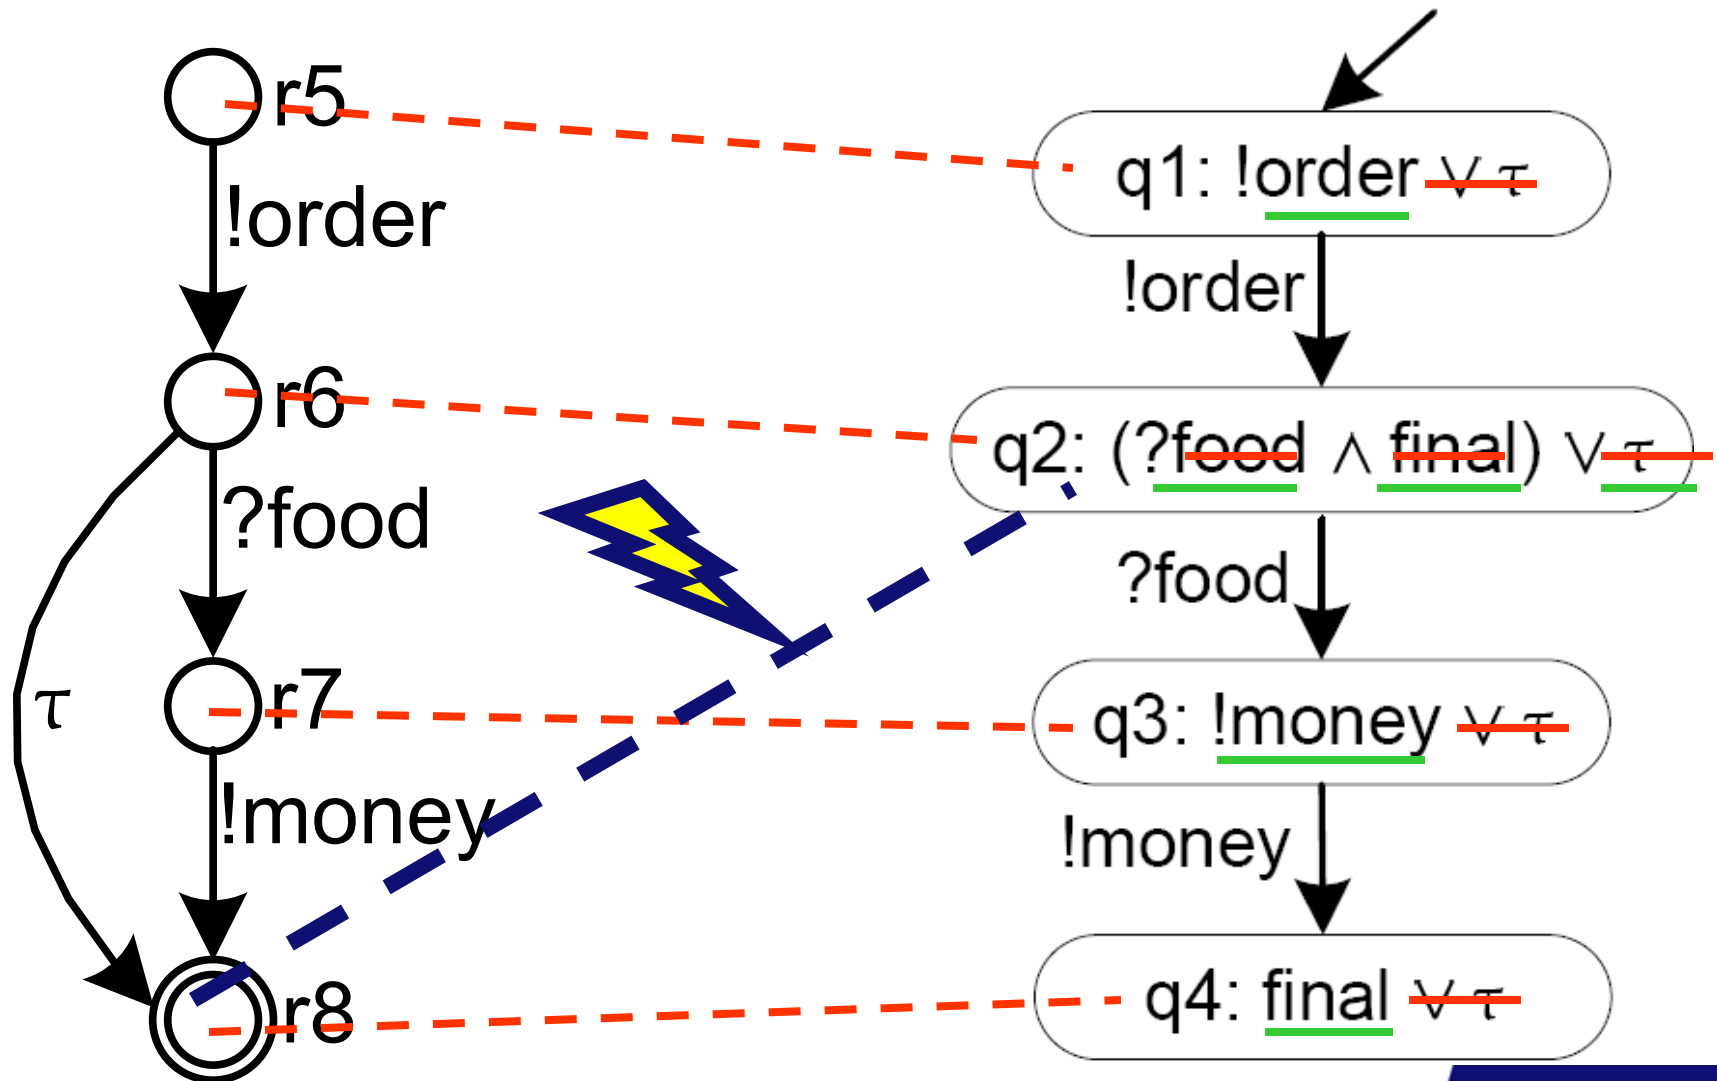 r5
!order
r6
?food
τ
r7
!money
r8
q1: !order ∨ τ
!order
q2: (?food ∧ final) ∨ τ
?food
q3: !money ∨ τ
!money
q4: final ∨ τ